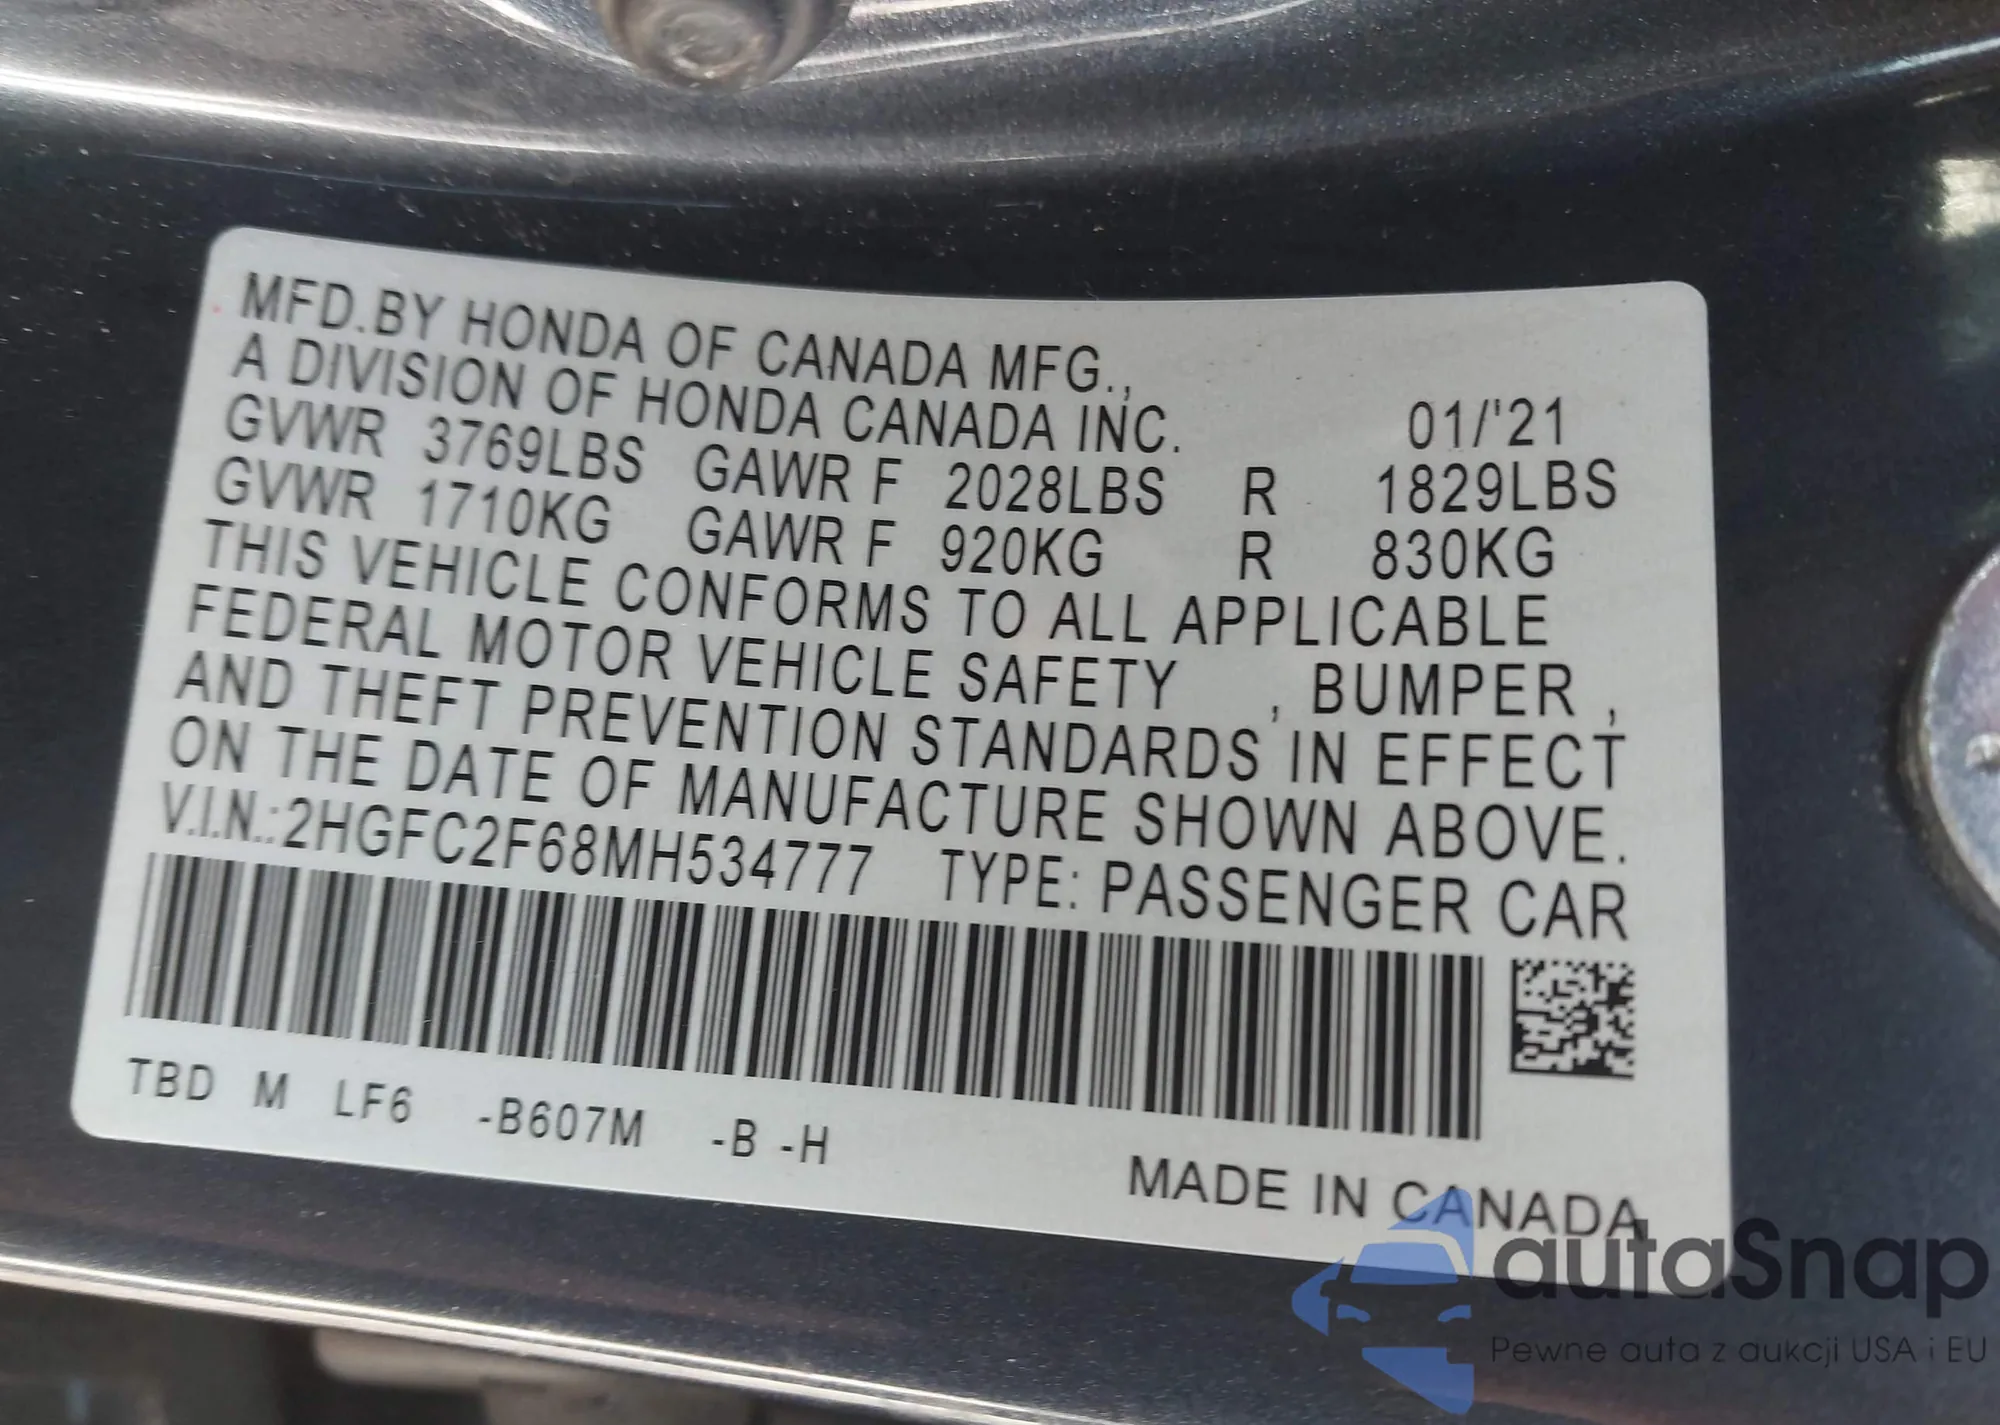 MFD.BY HONDA OF CANADA MFG.,
A DIVISION OF HONDA CANADA INC. 01/'21
GVWR 3769LBS GAWR F 2028LBS R 1829LBS
GVWR 1710KG GAWR F 920KG R 830KG
THIS VEHICLE CONFORMS TO ALL APPLICABLE
FEDERAL MOTOR VEHICLE SAFETY , BUMPER ,
AND THEFT PREVENTION STANDARDS IN EFFECT
ON THE DATE OF MANUFACTURE SHOWN ABOVE.
V.I.N.:2HGFC2F68MH534777 TYPE: PASSENGER CAR
TBD M LF6 -B607M -B -H
MADE IN CANADA
autaSnap
Pewne auta z aukcji USA i EU